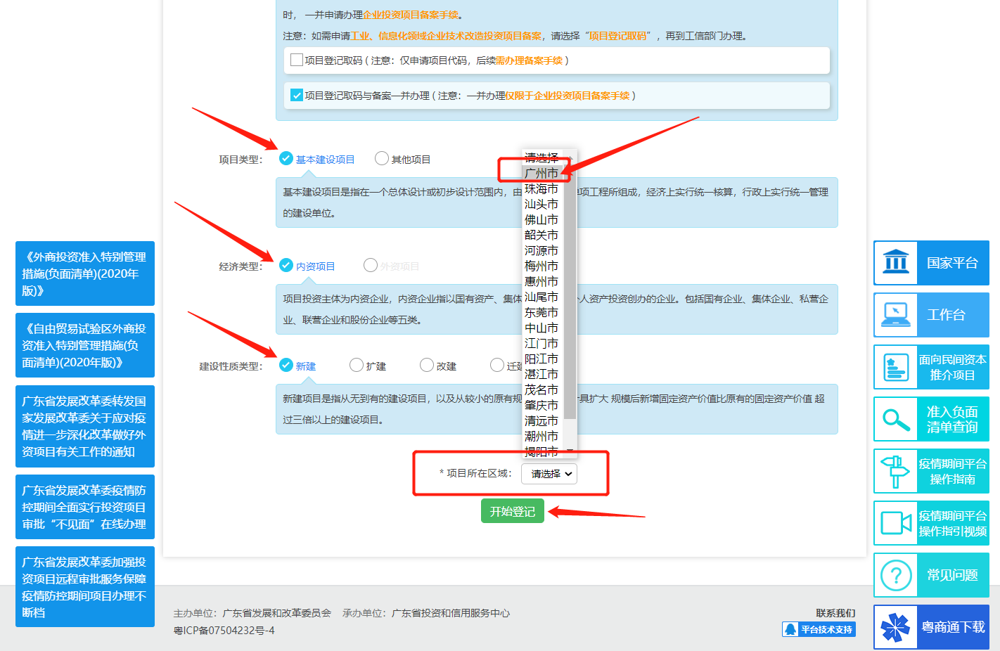 时， 一并申请办理企业投资项目备案手续。
注意：如需申请工业、信息化领域企业技术改造投资项目备案，请选择“项目登记取码”，再到工信部门办理。
项目登记取码 ( 注意：仅申请项目代码，后续需办理备案手续 )
项目登记取码与备案一并办理 ( 注意：一并办理仅限于企业投资项目备案手续 )
项目类型：
基本建设项目
其他项目
基本建设项目是指在一个总体设计或初步设计范围内，由
单项工程所组成，经济上实行统一核算，行政上实行统一管理
的建设单位。
经济类型：
内资项目
外资项目
项目投资主体为内资企业，内资企业指以国有资产、集体
个人资产投资创办的企业。包括国有企业、集体企业、私营企
业、联营企业和股份企业等五类。
建设性质类型：
新建
扩建
改建
迁建
新建项目是指从无到有的建设项目，以及从较小的原有规
扩大 规模后新增固定资产价值比原有的固定资产价值 超
过三倍以上的建设项目。
请选择
广州市
珠海市
汕头市
佛山市
韶关市
河源市
梅州市
惠州市
汕尾市
东莞市
中山市
江门市
阳江市
湛江市
茂名市
肇庆市
清远市
潮州市
揭阳市
* 项目所在区域：
请选择
开始登记
《外商投资准入特别管理
措施(负面清单)(2020年
版)》
《自由贸易试验区外商投
资准入特别管理措施(负
面清单)(2020年版)》
广东省发展改革委转发国
家发展改革委关于应对疫
情进一步深化改革做好外
资项目有关工作的通知
广东省发展改革委疫情防
控期间全面实行投资项目
审批“不见面”在线办理
广东省发展改革委加强投
资项目远程审批服务保障
疫情防控期间项目办理不
断档
国家平台
工作台
面向民间资本
推介项目
准入负面
清单查询
疫情期间平台
操作指南
疫情期间平台
操作指引视频
常见问题
粤商通下载
主办单位：广东省发展和改革委员会 承办单位：广东省投资和信用服务中心
粤ICP备07504232号-4
联系我们
平台技术支持